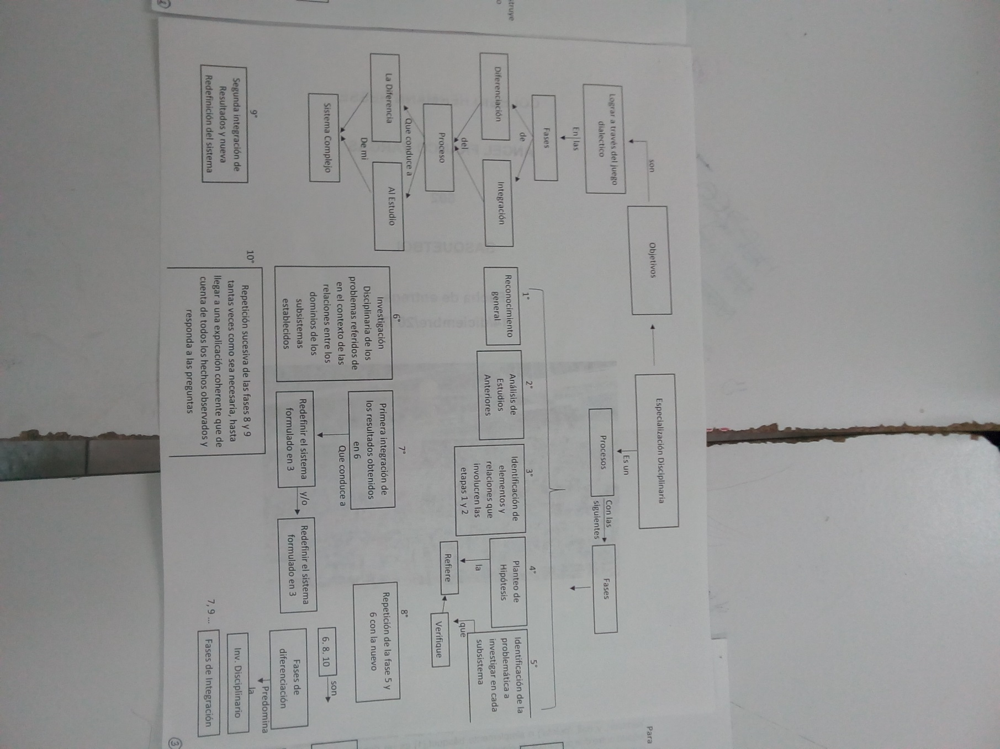 struye
o
2
Para
son
Objetivos
Especialización Disciplinaria
Lograr a través del juego
dialectico
Es un
Procesos
Con las
siguientes
Fases
En las
Fases
de
Diferenciación
Integración
del
Proceso
Que conduce a
La Diferencia
Al Estudio
De mi
Sistema Complejo
1°
Reconocimiento
general
2°
Análisis de
Estudios
Anteriores
3°
Identificación de
elementos y
relaciones que
involucren las
etapas 1 y 2
4°
Planteo de
Hipótesis
la
Refiere
5°
Identificación de la
problemática a
investigar en cada
subsistema
que
Verifique
6°
Investigación
Disciplinaria de los
problemas referidos de
en el contexto de las
relaciones entre los
dominios de los
subsistemas
establecidos
7°
Primera integración de
los resultados obtenidos
en 6
Que conduce a
Redefinir el sistema
formulado en 3
y/o
Redefinir el sistema
formulado en 3
8°
Repetición de la fase 5 y
6 con la nuevo
6. 8. 10
son
Fases de
diferenciación
Predomina
la
Inv. Disciplinario
9°
Segunda integración de
Resultados y nueva
Redefinición del sistema
10°
Repetición sucesiva de las fases 8 y 9
tantas veces como sea necesaria, hasta
llegar a una explicación coherente que de
cuenta de todos los hechos observados y
responda a las preguntas
7, 9 ...
Fases de Integración
3